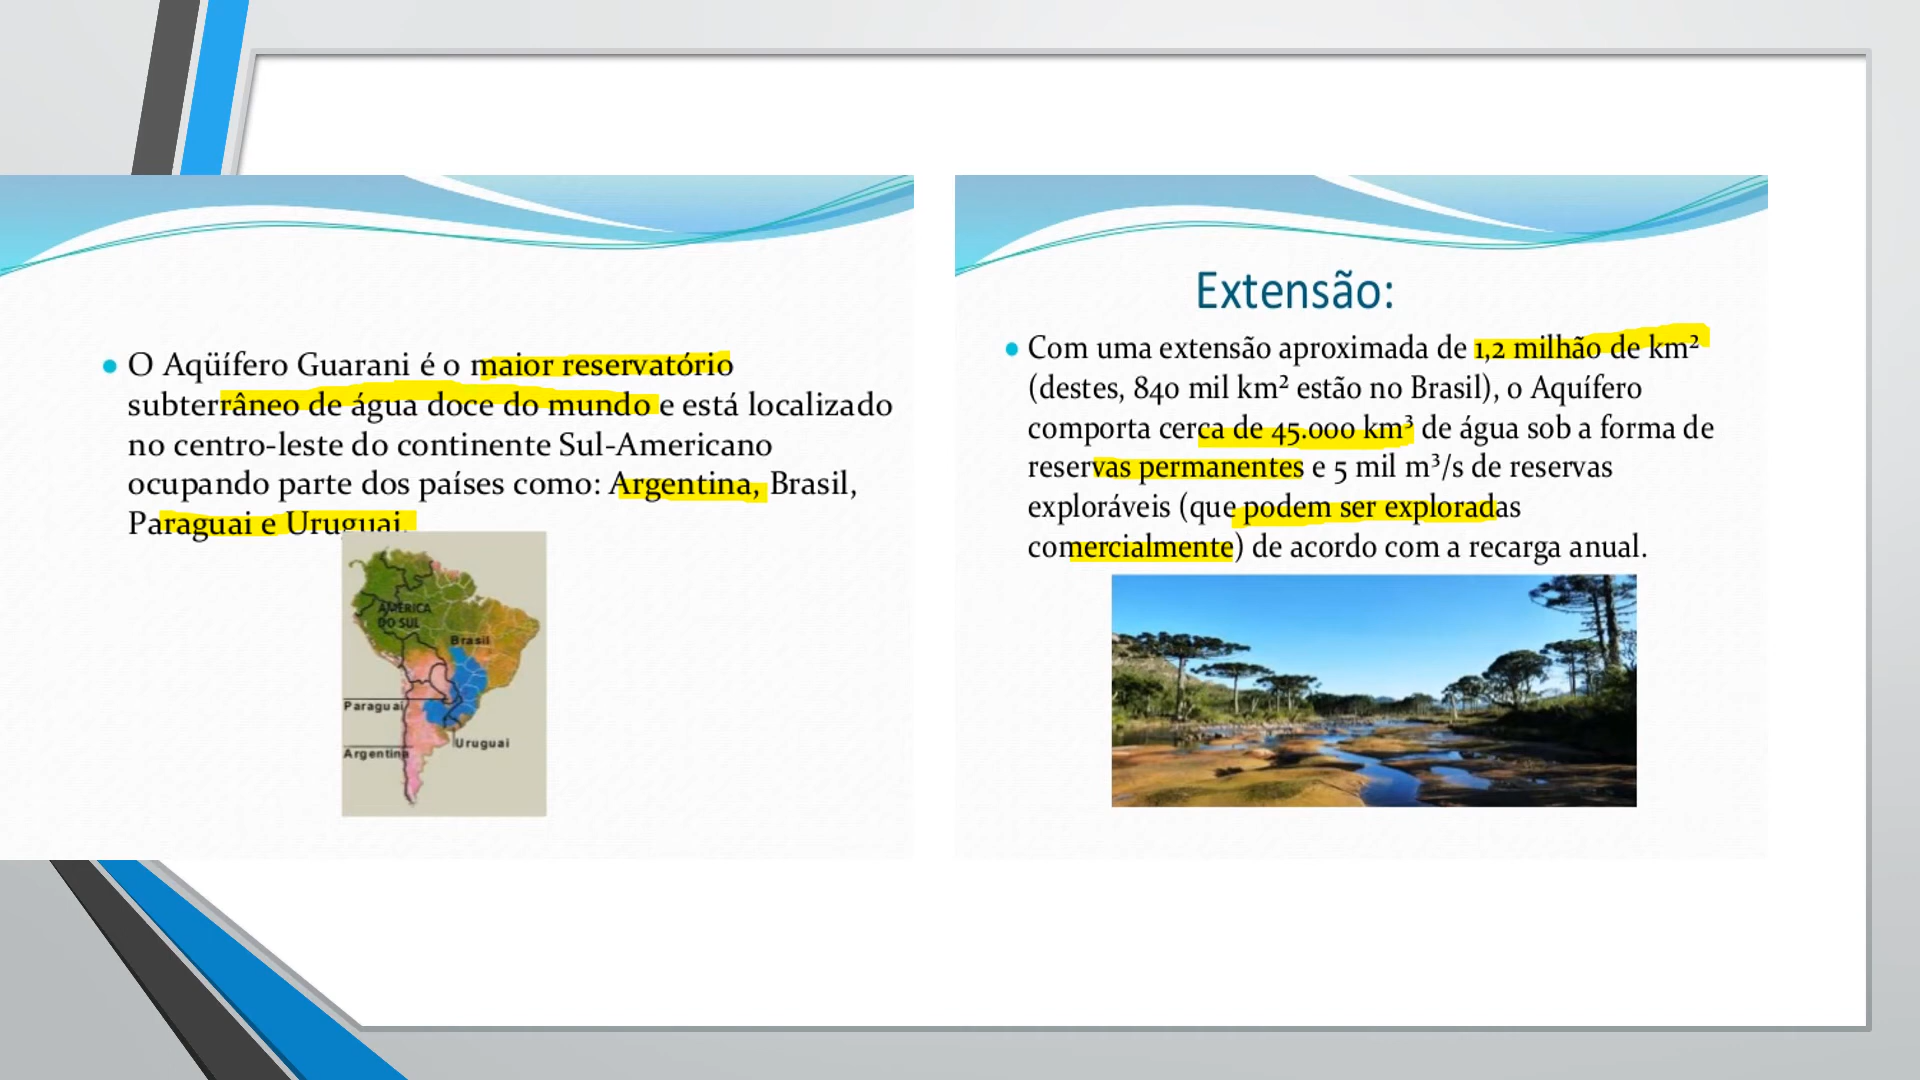 O Aqüífero Guarani é o maior reservatório
subterrâneo de água doce do mundo e está localizado
no centro-leste do continente Sul-Americano
ocupando parte dos países como: Argentina, Brasil,
Paraguai e Uruguai.
AMÉRICA
DO SUL
Brasil
Paraguai
Uruguai
Argentina
Extensão:
Com uma extensão aproximada de 1,2 milhão de km²
(destes, 840 mil km² estão no Brasil), o Aquífero
comporta cerca de 45.000 km³ de água sob a forma de
reservas permanentes e 5 mil m³/s de reservas
exploráveis (que podem ser exploradas
comercialmente) de acordo com a recarga anual.